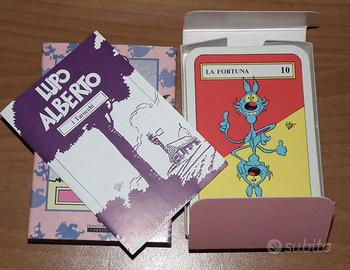 LUPO
ALBERTO
i Tarocchi
LA FORTUNA 10
subito